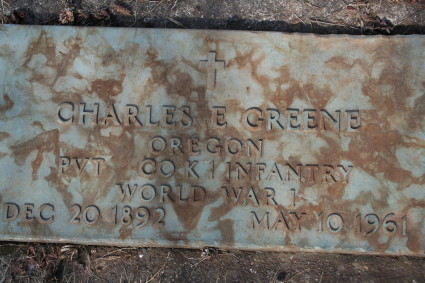 CHARLES E GREENE
OREGON
PVT CO K 1 INFANTRY
WORLD WAR I
DEC 20 1892 MAY 10 1961